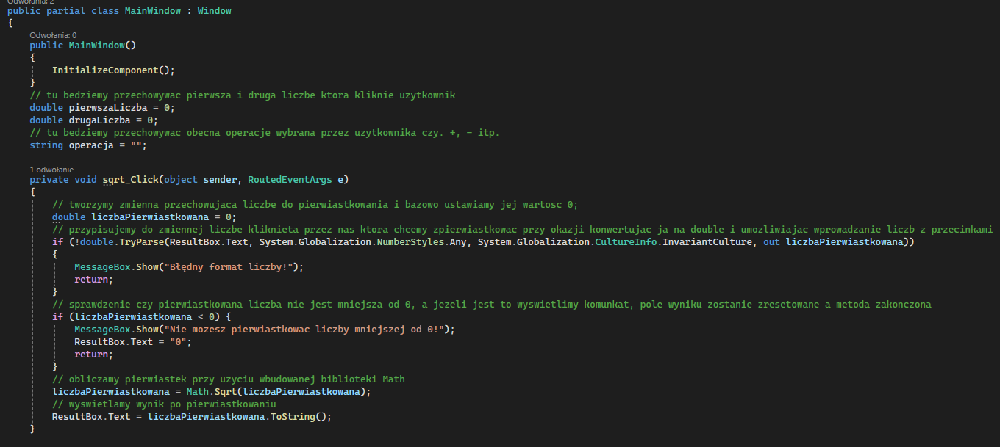 Odwołania: 2
public partial class MainWindow : Window
{
Odwołania: 0
public MainWindow()
{
InitializeComponent();
}
// tu bedziemy przechowywac pierwsza i druga liczbe ktora kliknie uzytkownik
double pierwszaLiczba = 0;
double drugaLiczba = 0;
// tu bedziemy przechowywac obecna operacje wybrana przez uzytkownika czy. +, - itp.
string operacja = "";
1 odwołanie
private void sqrt_Click(object sender, RoutedEventArgs e)
{
// tworzymy zmienna przechowujaca liczbe do pierwiastkowania i bazowo ustawiamy jej wartosc 0;
double liczbaPierwiastkowana = 0;
// przypisujemy do zmiennej liczbe kliknieta przez nas ktora chcemy zpierwiastkowac przy okazji konwertujac ja na double i umozliwiajac wprowadzanie liczb z przecinkami
if (!double.TryParse(ResultBox.Text, System.Globalization.NumberStyles.Any, System.Globalization.CultureInfo.InvariantCulture, out liczbaPierwiastkowana))
{
MessageBox.Show("Błędny format liczby!");
return;
}
// sprawdzenie czy pierwiastkowana liczba nie jest mniejsza od 0, a jezeli jest to wyswietlimy komunkat, pole wyniku zostanie zresetowane a metoda zakonczona
if (liczbaPierwiastkowana < 0) {
MessageBox.Show("Nie mozesz pierwiastkowac liczby mniejszej od 0!");
ResultBox.Text = "0";
return;
}
// obliczamy pierwiastek przy uzyciu wbudowanej biblioteki Math
liczbaPierwiastkowana = Math.Sqrt(liczbaPierwiastkowana);
// wyswietlamy wynik po pierwiastkowaniu
ResultBox.Text = liczbaPierwiastkowana.ToString();
}